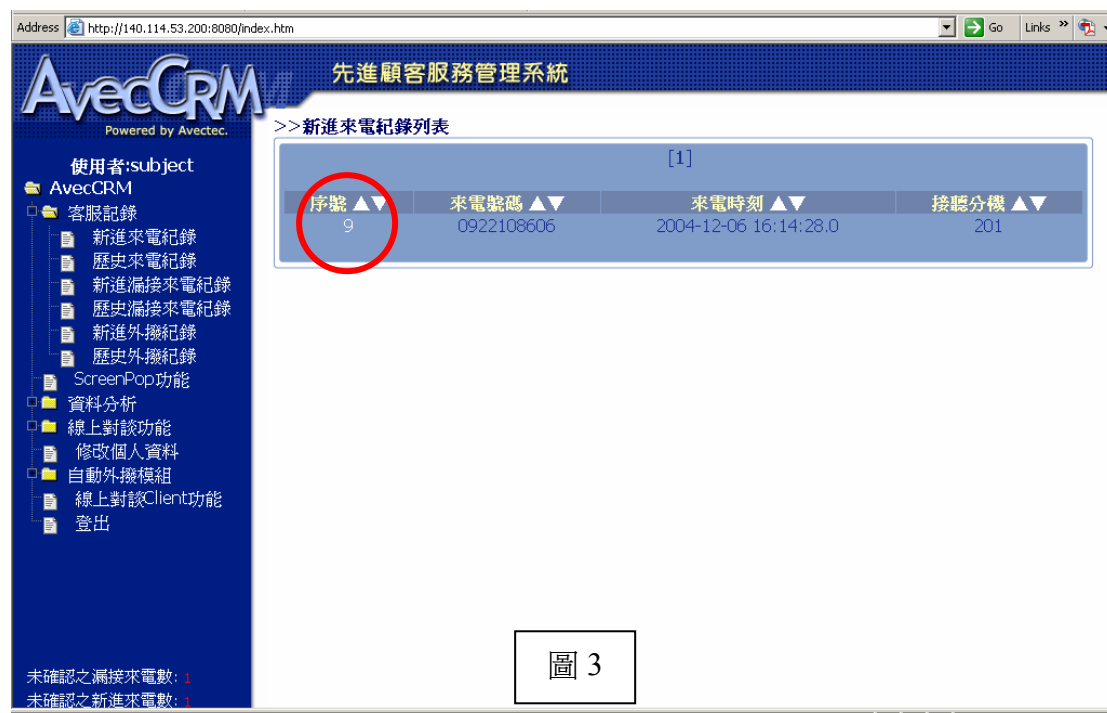 Address http://140.114.53.200:8080/index.htm Go Links »
AvecCRM
Powered by Avectec.
先進顧客服務管理系統
使用者:subject
AvecCRM
客服記錄
新進來電紀錄
歷史來電紀錄
新進漏接來電紀錄
歷史漏接來電紀錄
新進外撥紀錄
歷史外撥紀錄
ScreenPop功能
資料分析
線上對談功能
修改個人資料
自動外撥模組
線上對談Client功能
登出
未確認之漏接來電數: 1
未確認之新進來電數: 1
>>新進來電紀錄列表
[1]
序號▲▼ 來電號碼▲▼ 來電時刻▲▼ 接聽分機▲▼
9 0922108606 2004-12-06 16:14:28.0 201
圖 3